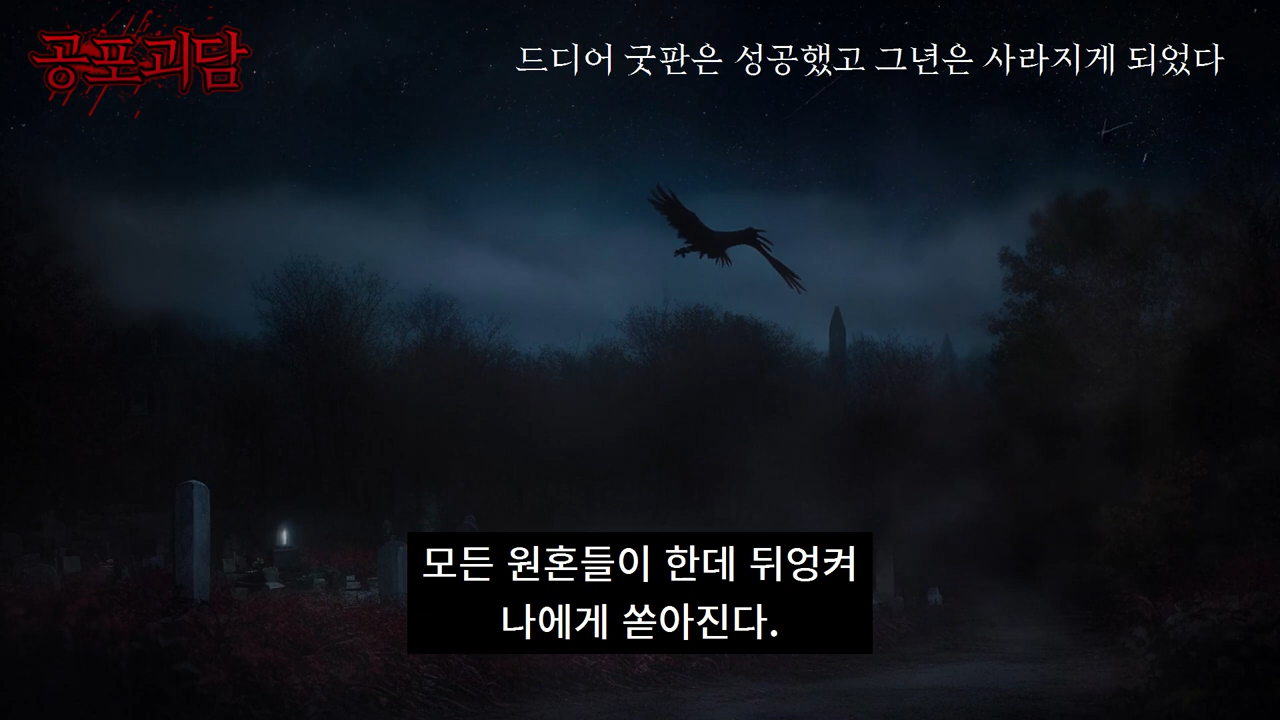 공포괴담
드디어 굿판은 성공했고 그년은 사라지게 되었다
모든 원혼들이 한데 뒤엉켜
나에게 쏟아진다.